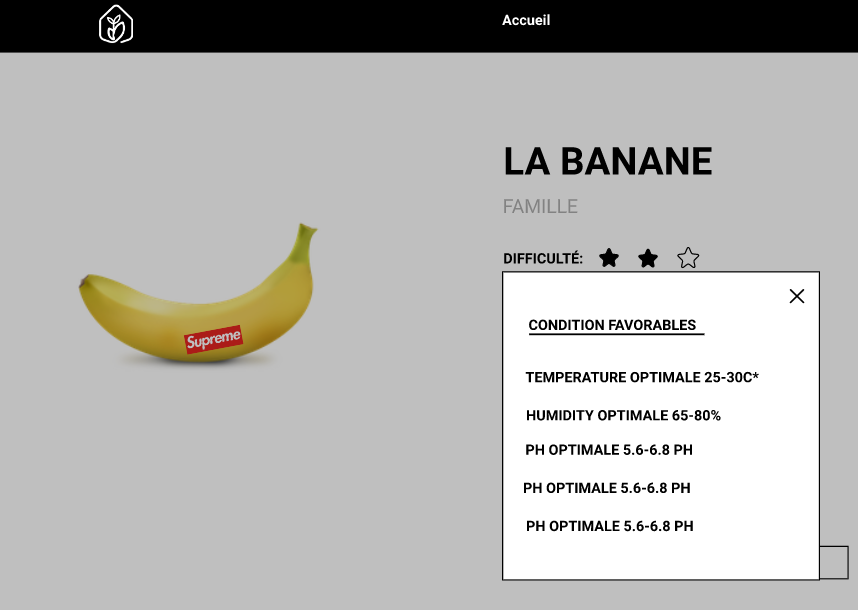 Accueil
LA BANANE
FAMILLE
DIFFICULTÉ:
Supreme
CONDITION FAVORABLES
TEMPERATURE OPTIMALE 25-30C*
HUMIDITY OPTIMALE 65-80%
PH OPTIMALE 5.6-6.8 PH
PH OPTIMALE 5.6-6.8 PH
PH OPTIMALE 5.6-6.8 PH